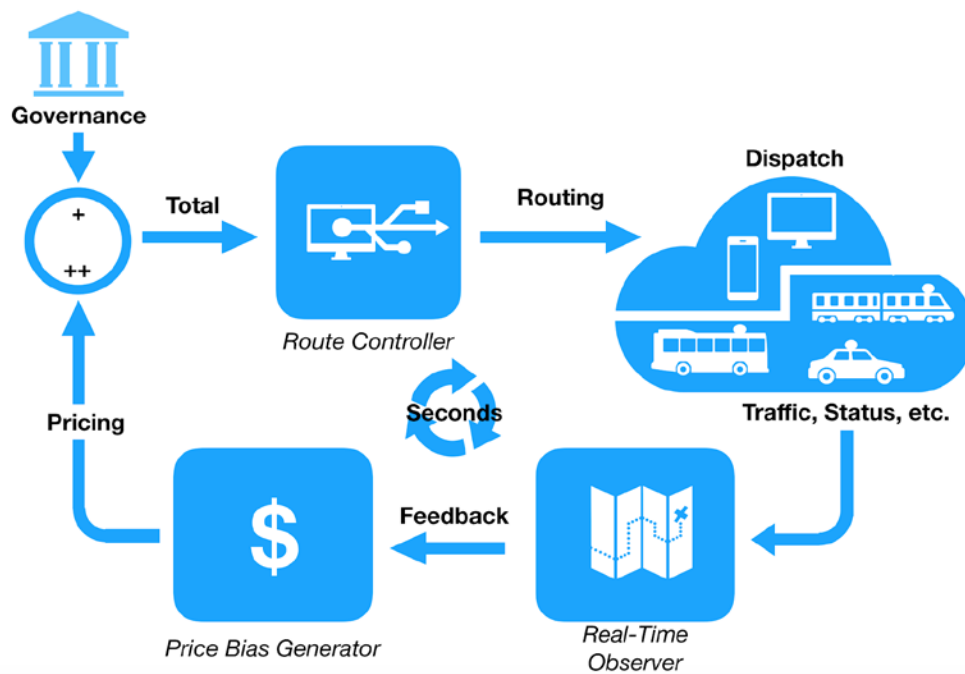 Governance
+
++
Total
Route Controller
Routing
Dispatch
Traffic, Status, etc.
Seconds
Pricing
$
Price Bias Generator
Feedback
Real-Time
Observer